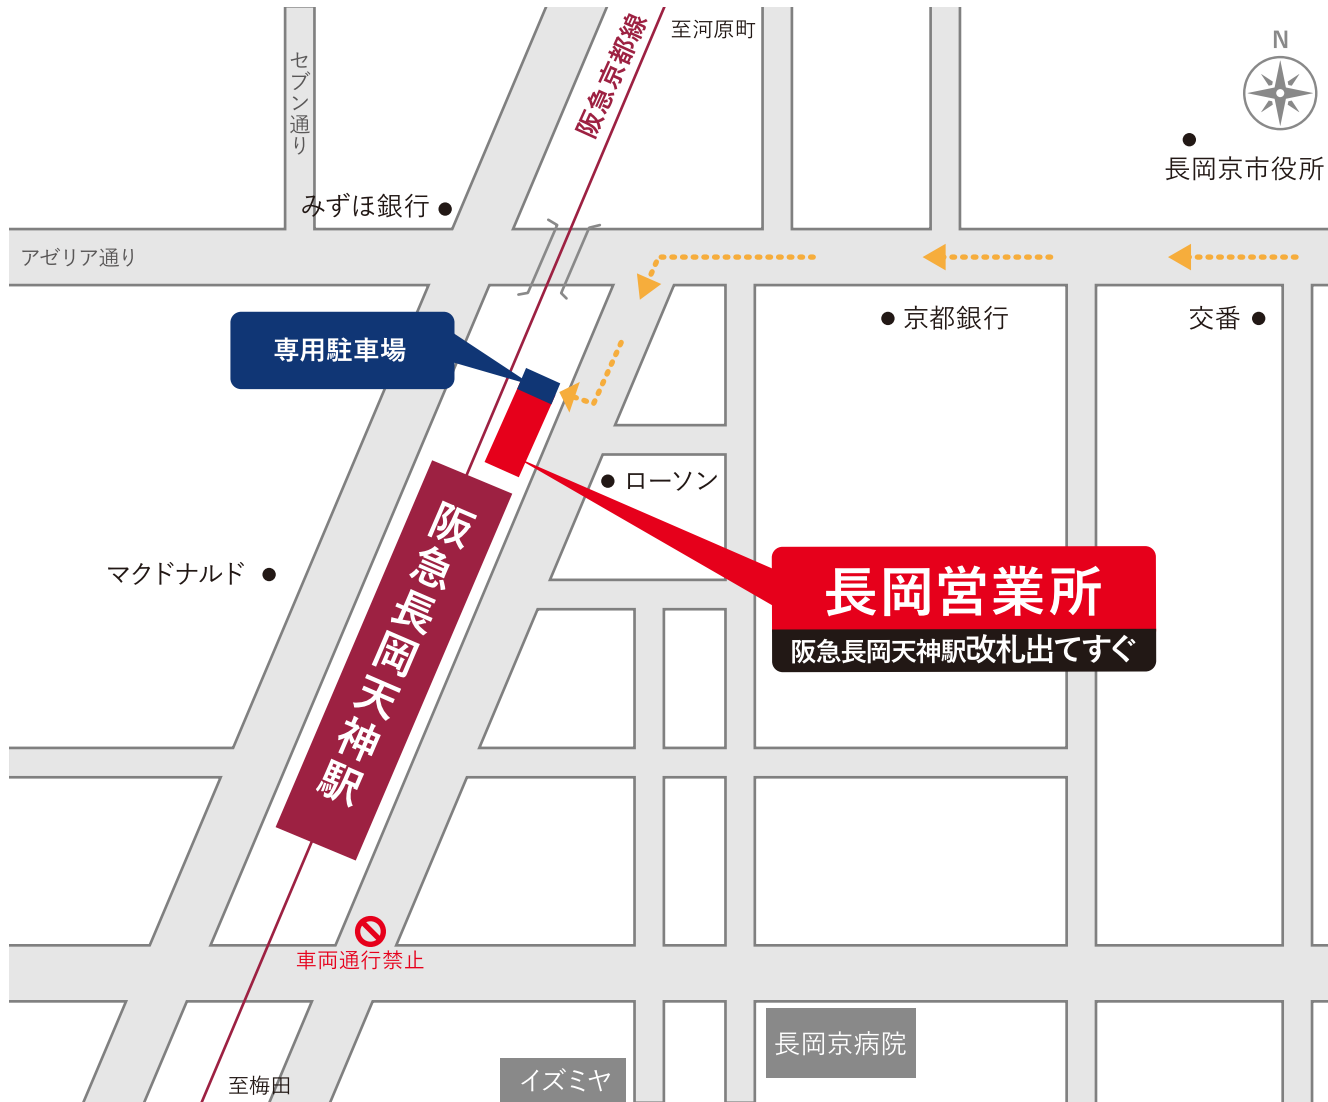 至河原町
阪急京都線
N
セブン通り
長岡京市役所
みずほ銀行
アゼリア通り
京都銀行
交番
専用駐車場
ローソン
マクドナルド
長岡営業所
阪急長岡天神駅改札出てすぐ
阪急長岡天神駅
車両通行禁止
長岡京病院
イズミヤ
至梅田